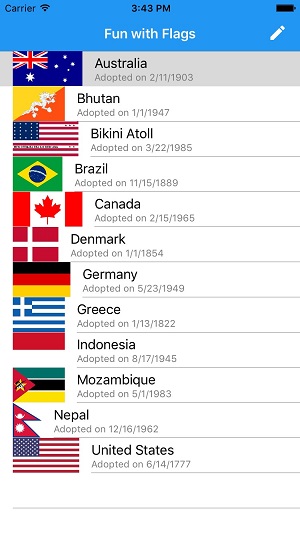 Carrier 3:43 PM
Fun with Flags
Australia
Adopted on 2/11/1903
Bhutan
Adopted on 1/1/1947
Bikini Atoll
Adopted on 3/22/1985
Brazil
Adopted on 11/15/1889
Canada
Adopted on 2/15/1965
Denmark
Adopted on 1/1/1854
Germany
Adopted on 5/23/1949
Greece
Adopted on 1/13/1822
Indonesia
Adopted on 8/17/1945
Mozambique
Adopted on 5/1/1983
Nepal
Adopted on 12/16/1962
United States
Adopted on 6/14/1777